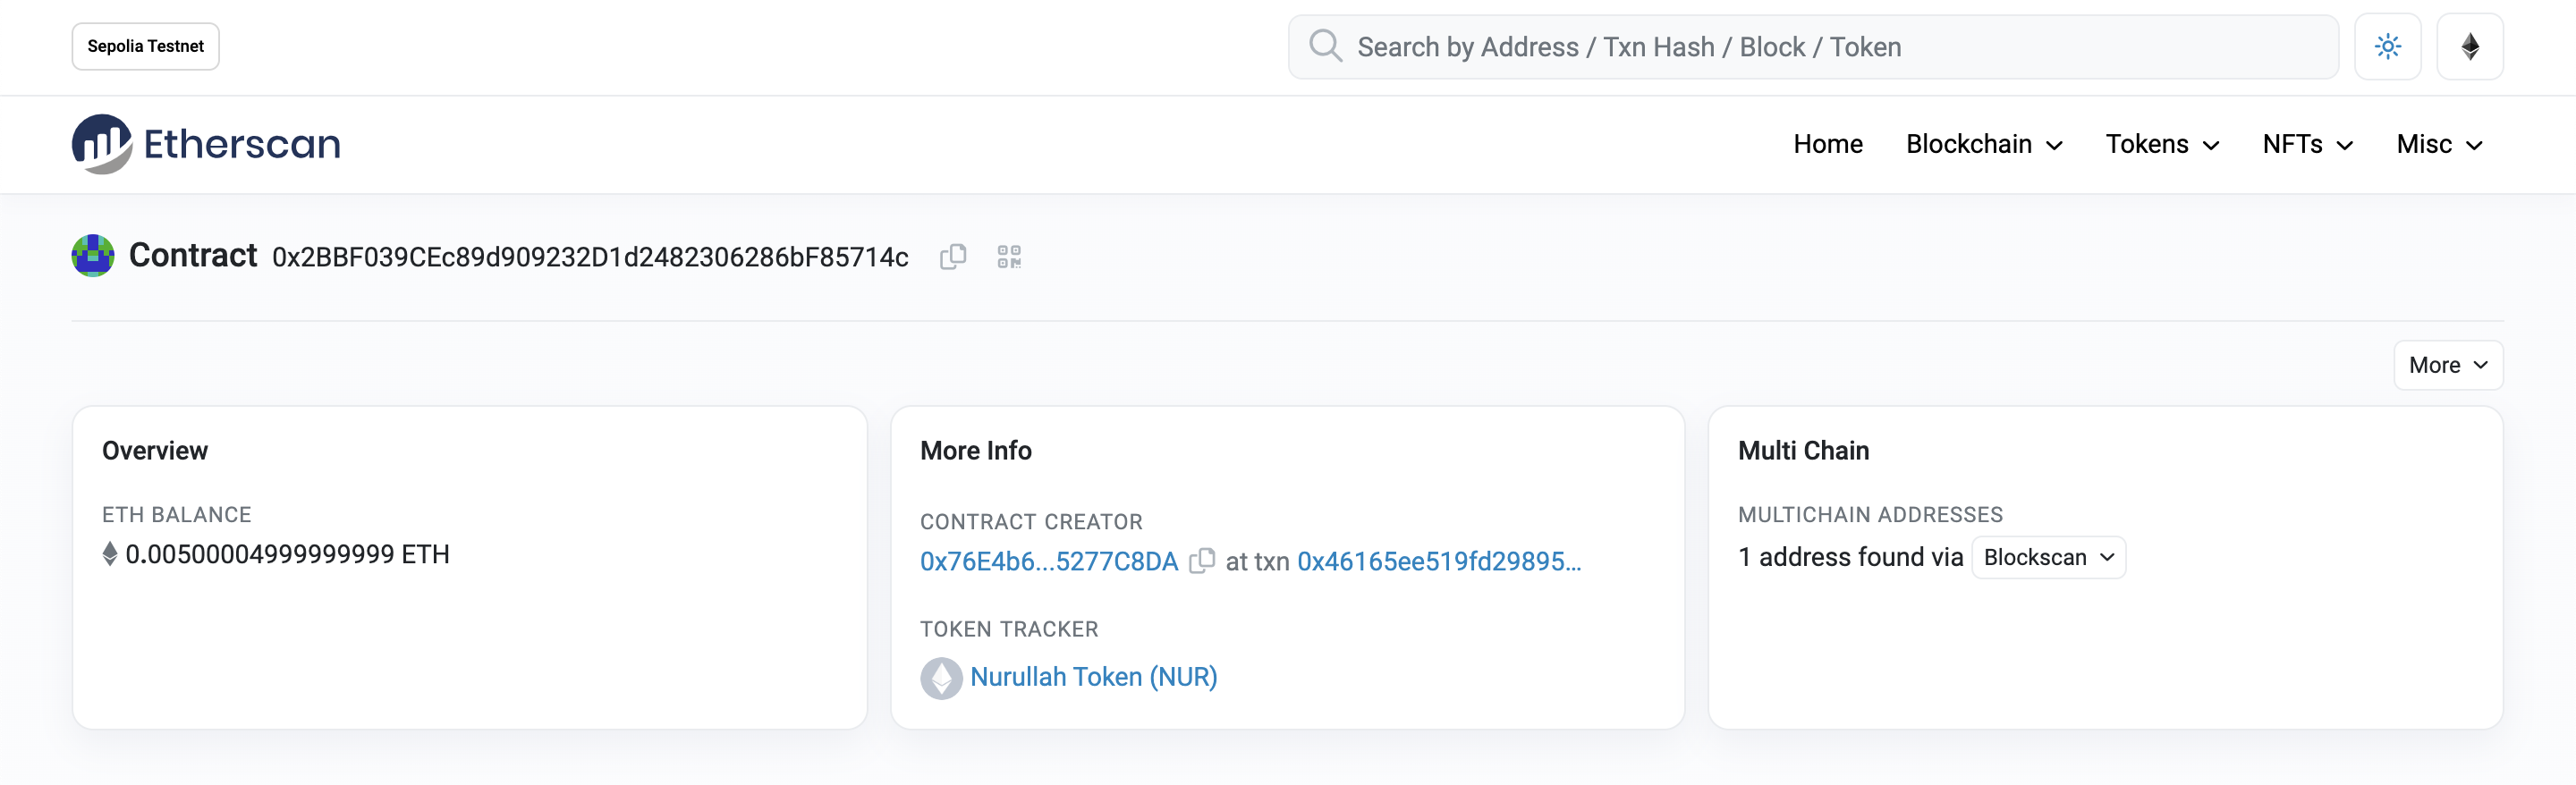 Sepolia Testnet
Search by Address / Txn Hash / Block / Token
Etherscan
Home Blockchain Tokens NFTs Misc
Contract 0x2BBF039CEc89d909232D1d2482306286bF85714c
More
Overview
ETH BALANCE
0.00500004999999999 ETH
More Info
CONTRACT CREATOR
0x76E4b6...5277C8DA at txn 0x46165ee519fd29895...
TOKEN TRACKER
Nurullah Token (NUR)
Multi Chain
MULTICHAIN ADDRESSES
1 address found via Blockscan